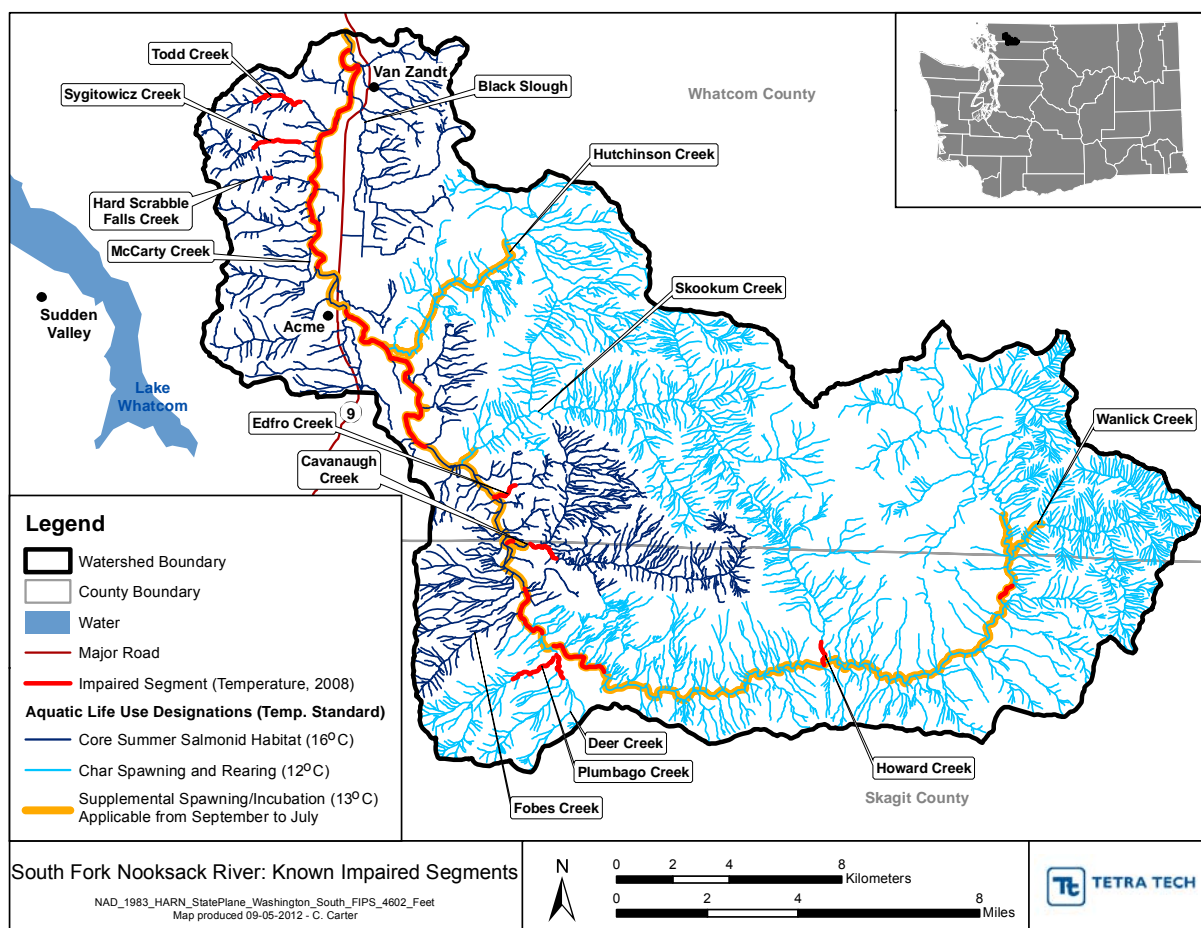 Todd Creek
Van Zandt
Sygitowicz Creek
Black Slough
Whatcom County
Hutchinson Creek
Hard Scrabble
Falls Creek
McCarty Creek
Skookum Creek
Sudden
Valley
Acme
Lake
Whatcom
9
Edfro Creek
Wanlick Creek
Cavanaugh
Creek
Legend
Watershed Boundary
County Boundary
Water
Major Road
Impaired Segment (Temperature, 2008)
Aquatic Life Use Designations (Temp. Standard)
Core Summer Salmonid Habitat (16°C)
Char Spawning and Rearing (12°C)
Supplemental Spawning/Incubation (13°C)
Applicable from September to July
Deer Creek
Plumbago Creek
Howard Creek
Fobes Creek
Skagit County
South Fork Nooksack River: Known Impaired Segments
NAD_1983_HARN_StatePlane_Washington_South_FIPS_4602_Feet
Map produced 09-05-2012 - C. Carter
N
0 2 4 8
Kilometers
0 2 4 8
Miles
Tt TETRA TECH